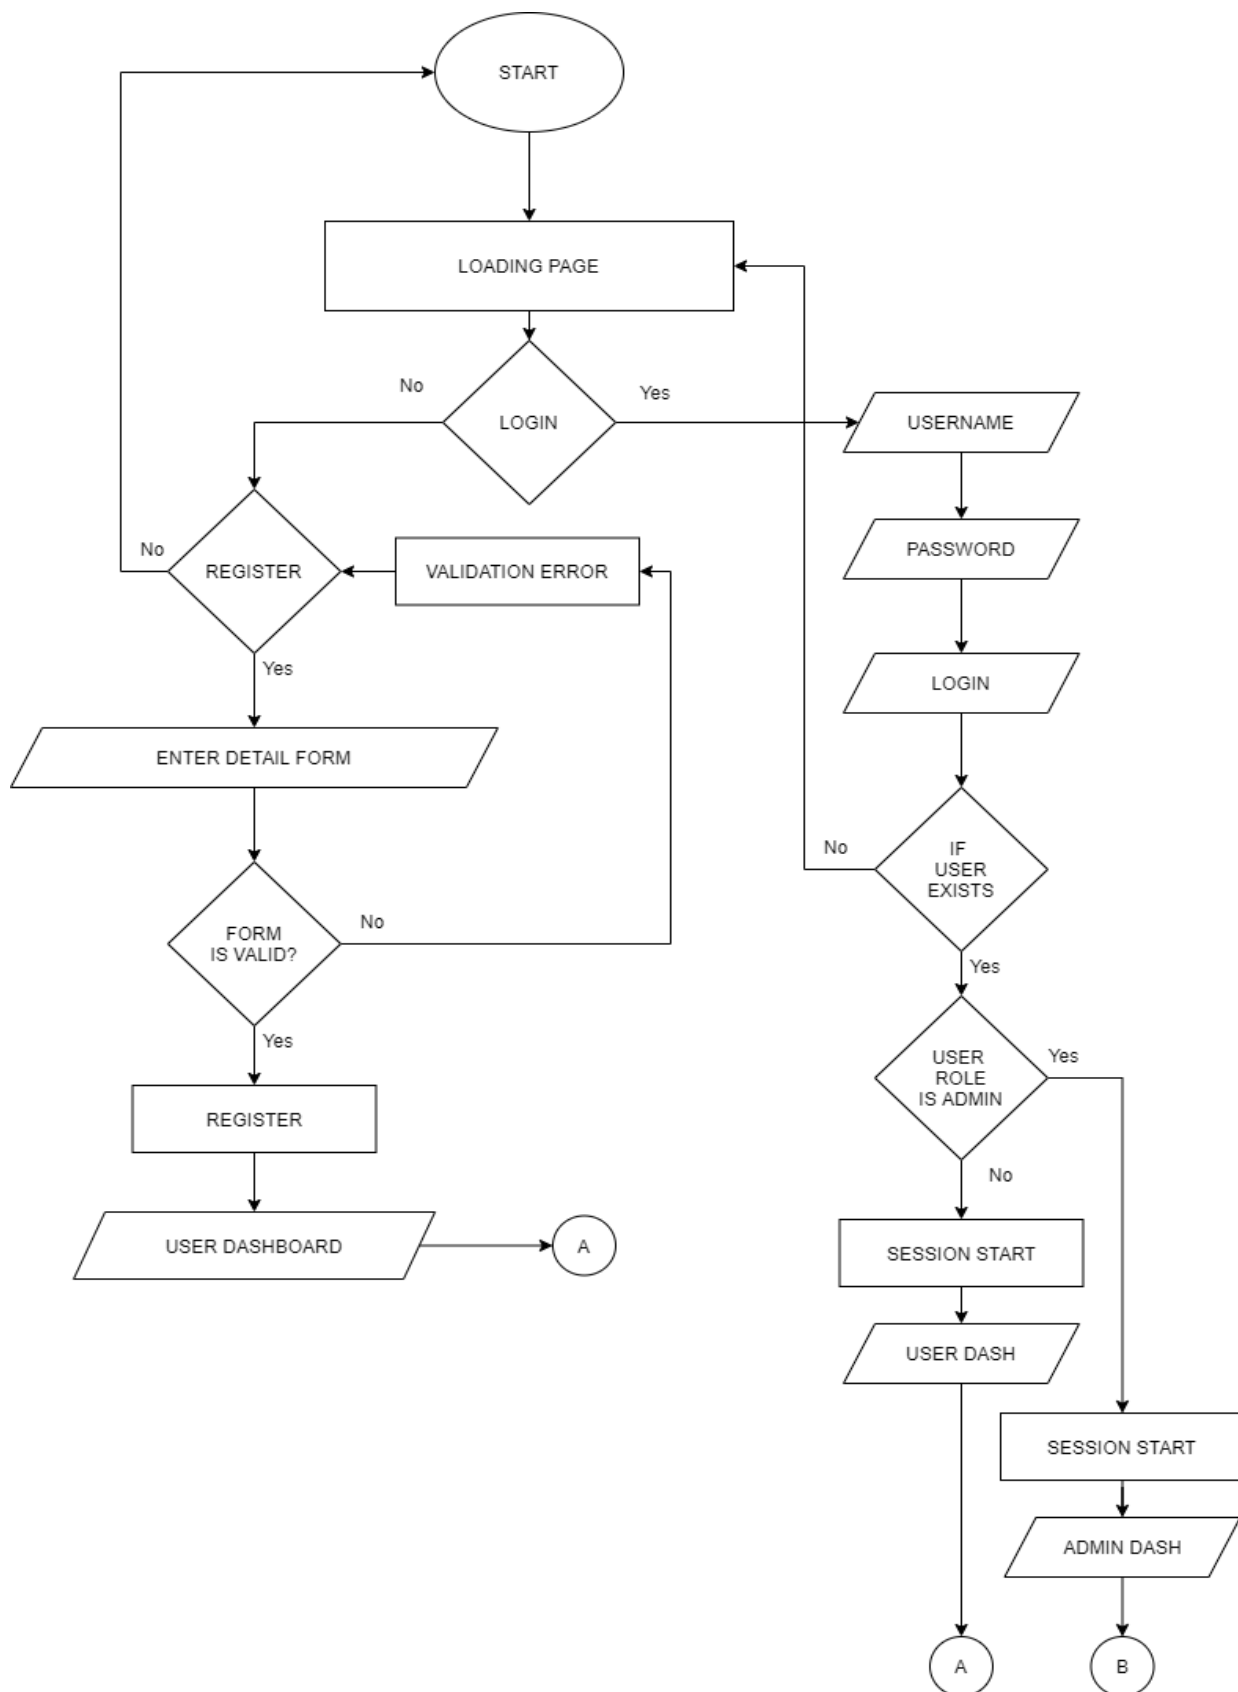 START
LOADING PAGE
No
Yes
LOGIN
USERNAME
No
REGISTER
VALIDATION ERROR
PASSWORD
Yes
LOGIN
ENTER DETAIL FORM
No
IF
USER
EXISTS
FORM
IS VALID?
No
Yes
Yes
USER
ROLE
IS ADMIN
Yes
REGISTER
No
USER DASHBOARD
A
SESSION START
USER DASH
SESSION START
ADMIN DASH
A
B